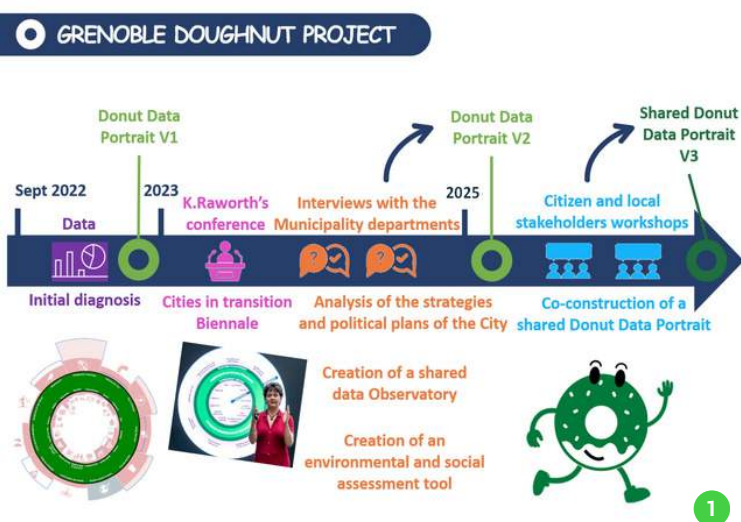 GRENOBLE DOUGHNUT PROJECT
Donut Data
Portrait V1
Donut Data
Portrait V2
Shared Donut
Data Portrait
V3
Sept 2022
2023
2025
Data
K.Raworth's
conference
Interviews with the
Municipality departments
Citizen and local
stakeholders workshops
Initial diagnosis
Cities in transition
Biennale
Analysis of the strategies
and political plans of the City
Co-construction of a
shared Donut Data Portrait
Creation of a shared
data Observatory
Creation of an
environmental and social
assessment tool
1